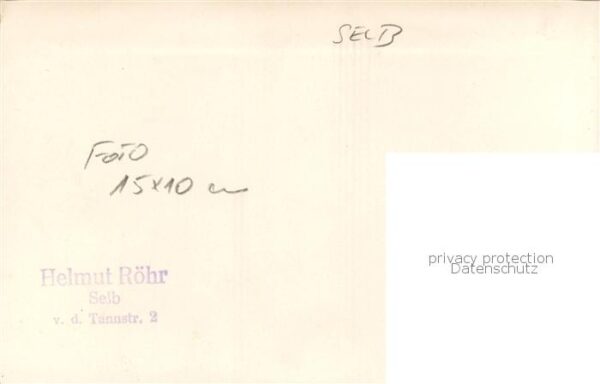 SELB
FOTO
15x10 cm
privacy protection
Datenschutz
Helmut Röhr
Selb
v. d. Tannstr. 2